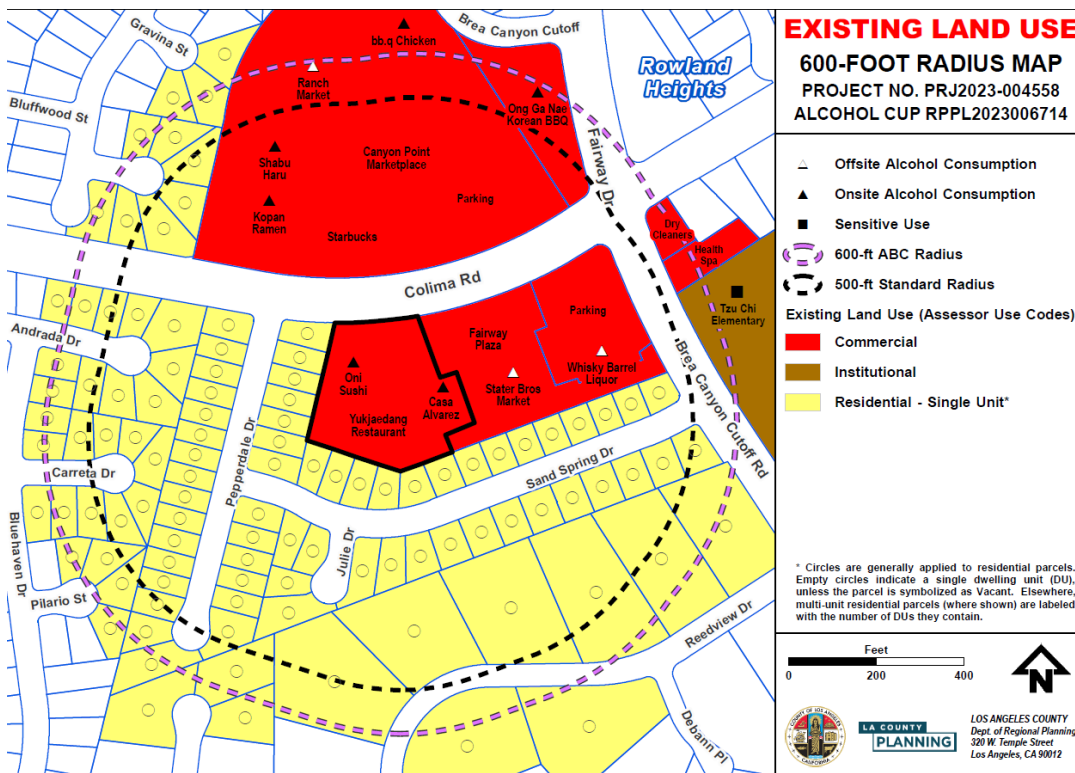 Gravina St
bb.q Chicken
Brea Canyon Cutoff
Rowland
Heights
Ranch
Market
Ong Ga Nae
Korean BBQ
Bluffwood St
Fairway Dr
Shabu
Haru
Canyon Point
Marketplace
Kopan
Ramen
Parking
Starbucks
Dry
Cleaners
Health
Spa
Colima Rd
Tzu Chi
Elementary
Andrada Dr
Parking
Fairway
Plaza
Whisky Barrel
Liquor
Stater Bros
Market
Oni
Sushi
Casa
Alvarez
Yukjaedang
Restaurant
Brea Canyon Cutoff Rd
Pepperdale Dr
Sand Spring Dr
Carreta Dr
Julie Dr
Bluehaven Dr
Pilario St
Reedview Dr
Debann Pl
EXISTING LAND USE
600-FOOT RADIUS MAP
PROJECT NO. PRJ2023-004558
ALCOHOL CUP RPPL2023006714
Offsite Alcohol Consumption
Onsite Alcohol Consumption
Sensitive Use
600-ft ABC Radius
500-ft Standard Radius
Existing Land Use (Assessor Use Codes)
Commercial
Institutional
Residential - Single Unit*
* Circles are generally applied to residential parcels.
Empty circles indicate a single dwelling unit (DU),
unless the parcel is symbolized as Vacant. Elsewhere,
multi-unit residential parcels (where shown) are labeled
with the number of DUs they contain.
Feet
0 200 400
N
COUNTY OF LOS ANGELES
CALIFORNIA
LA COUNTY
PLANNING
LOS ANGELES COUNTY
Dept. of Regional Planning
320 W. Temple Street
Los Angeles, CA 90012